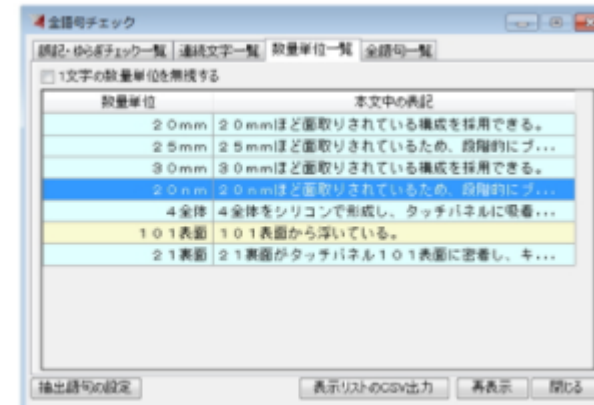 全語句チェック
誤記・ゆらぎチェック一覧 連続文字一覧 数量単位一覧 全語句一覧
1文字の数量単位を無視する
数量単位 本文中の表記
20mm 20mmほど面取りされている構成を採用できる。
25mm 25mmほど面取りされているため、段階的にブ...
30mm 30mmほど面取りされている構成を採用できる。
20nm 20nmほど面取りされているため、段階的にブ...
4全体 4全体をシリコンで形成し、タッチパネルに吸着...
101表面 101表面から浮いている。
21裏面 21裏面がタッチパネル101表面に密着し、キ...
抽出語句の設定 表示リストのCSV出力 再表示 閉じる